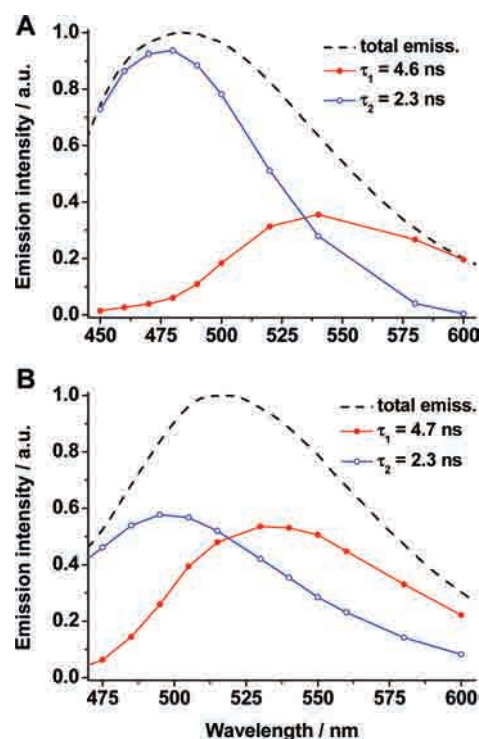 A
Emission intensity / a.u.
1.0
0.8
0.6
0.4
0.2
0.0
total emiss.
τ1 = 4.6 ns
τ2 = 2.3 ns
450 475 500 525 550 575 600
B
Emission intensity / a.u.
1.0
0.8
0.6
0.4
0.2
0.0
total emiss.
τ1 = 4.7 ns
τ2 = 2.3 ns
475 500 525 550 575 600
Wavelength / nm